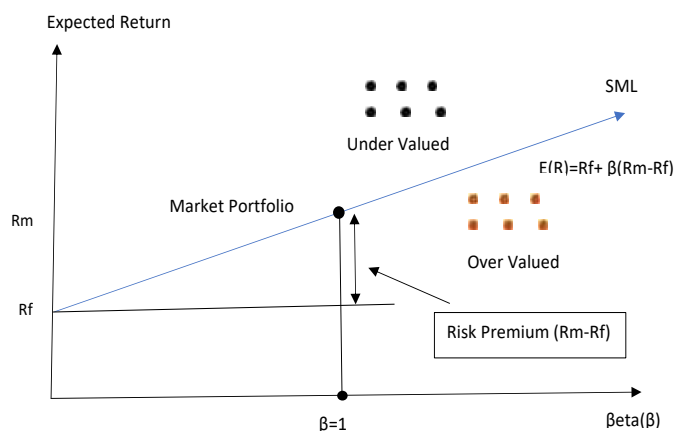 Expected Return
SML
Under Valued
E(R)=Rf+ β(Rm-Rf)
Market Portfolio
Rm
Over Valued
Rf
Risk Premium (Rm-Rf)
βeta(β)
β=1